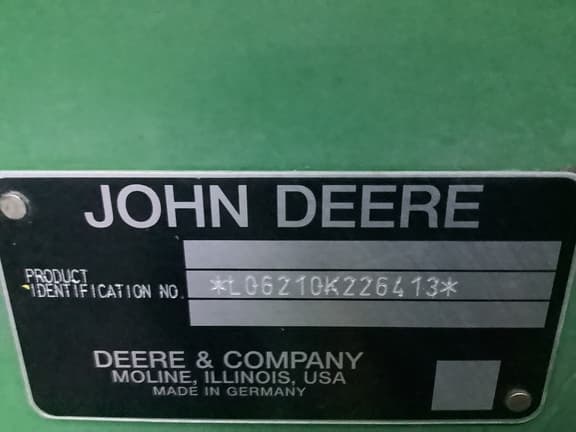 JOHN DEERE
PRODUCT
IDENTIFICATION NO.
*L06210K226413*
DEERE & COMPANY
MOLINE, ILLINOIS, USA
MADE IN GERMANY